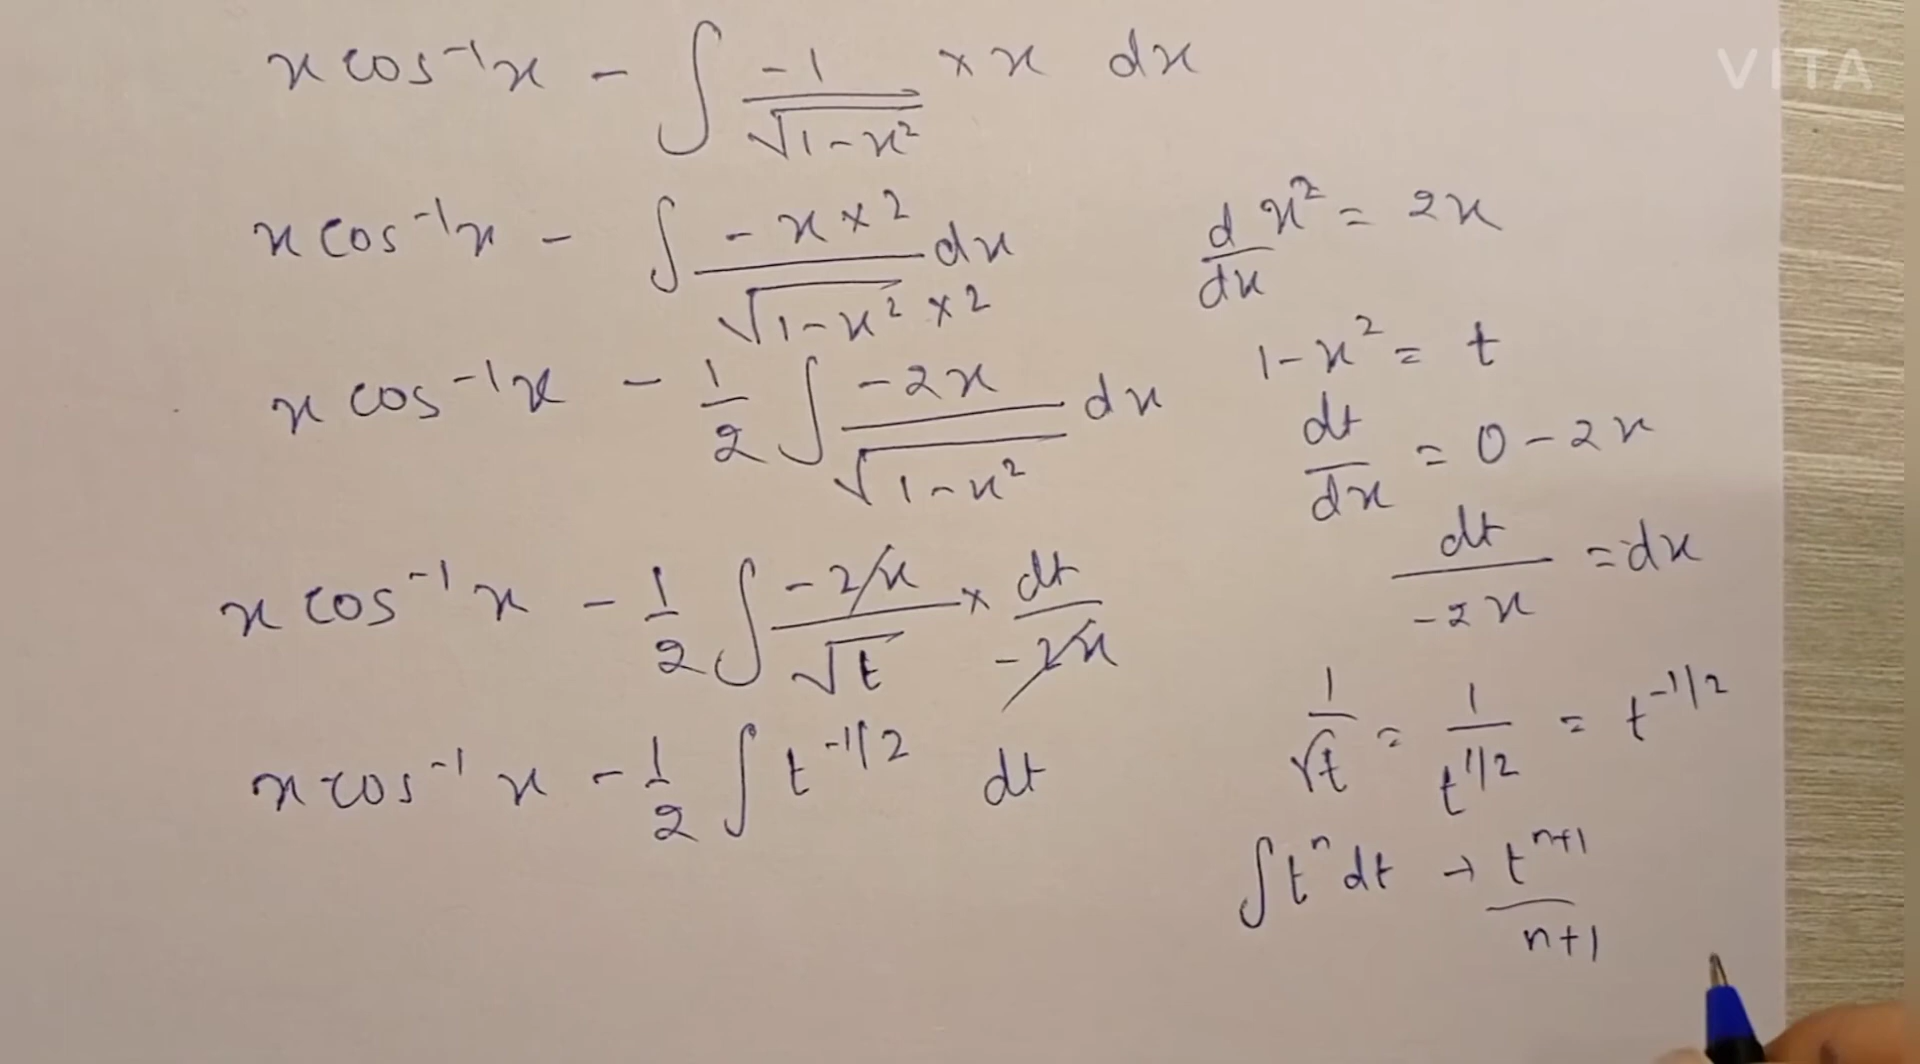 x cos⁻¹x - ∫ -1/√(1-x²) × x dx
VITA
x cos⁻¹x - ∫ (-x×2)/(√(1-x²) ×2) dx
d/dx x² = 2x
1-x² = t
x cos⁻¹x - 1/2 ∫ -2x/√(1-x²) dx
dt/dx = 0-2x
dt/-2x = dx
x cos⁻¹x - 1/2 ∫ -2x/√t × dt/-2x
1/√t = 1/t^1/2 = t^-1/2
x cos⁻¹x - 1/2 ∫ t^-1/2 dt
∫tⁿdt → t^n+1/n+1